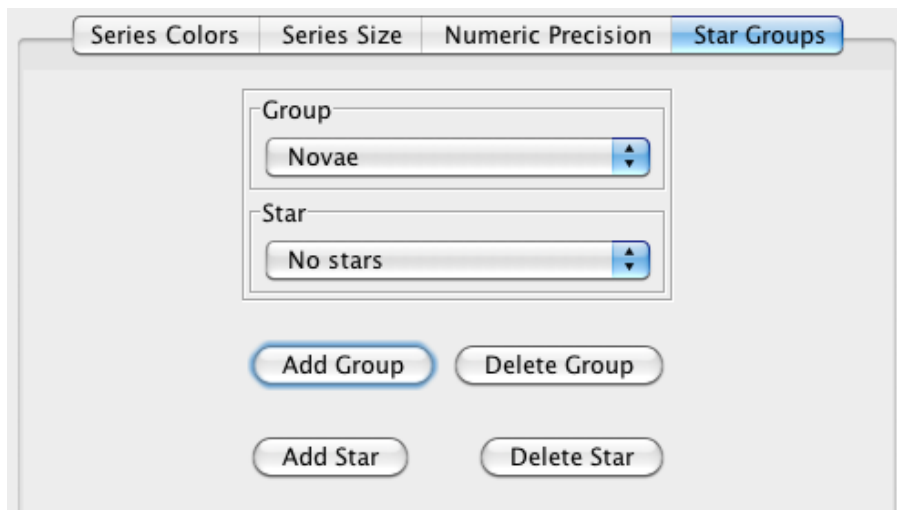 Series Colors Series Size Numeric Precision Star Groups
Group
Novae
Star
No stars
Add Group Delete Group
Add Star Delete Star